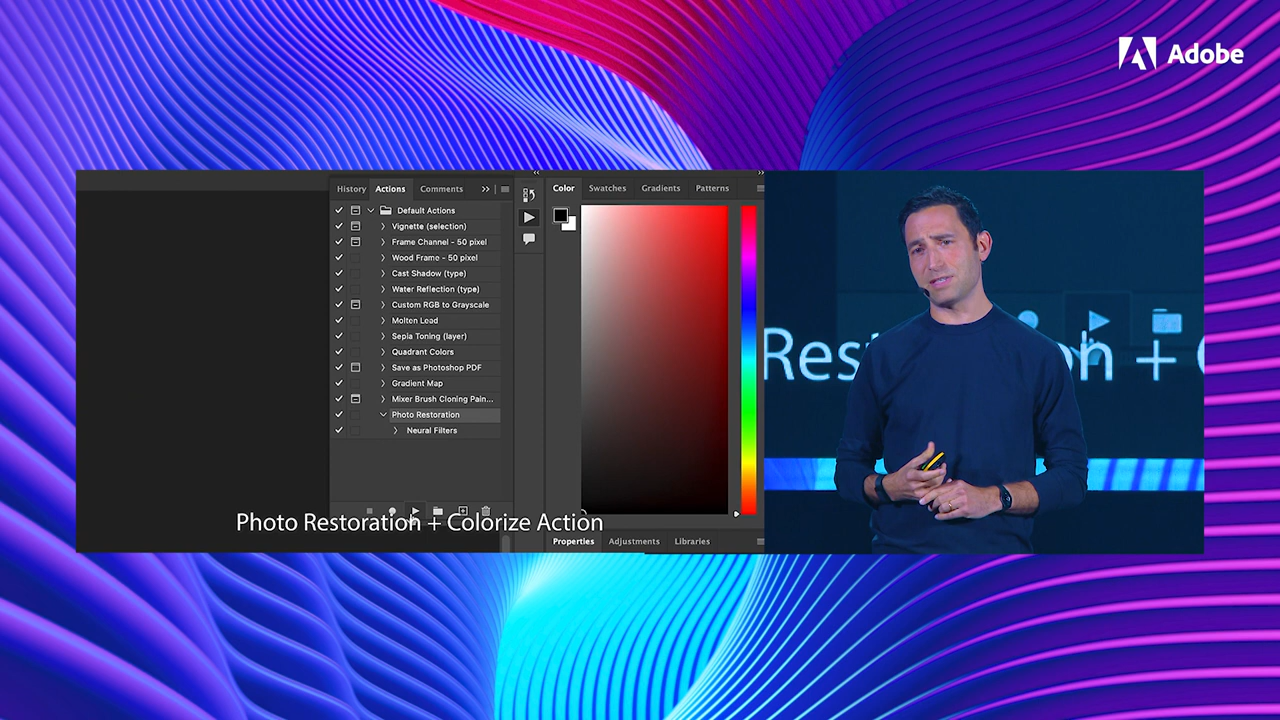 Adobe
History Actions Comments
Default Actions
Vignette (selection)
Frame Channel - 50 pixel
Wood Frame - 50 pixel
Cast Shadow (type)
Water Reflection (type)
Custom RGB to Grayscale
Molten Lead
Sepia Toning (layer)
Quadrant Colors
Save as Photoshop PDF
Gradient Map
Mixer Brush Cloning Pain...
Photo Restoration
Neural Filters
Color Swatches Gradients Patterns
Properties Adjustments Libraries
Photo Restoration + Colorize Action
Res on +